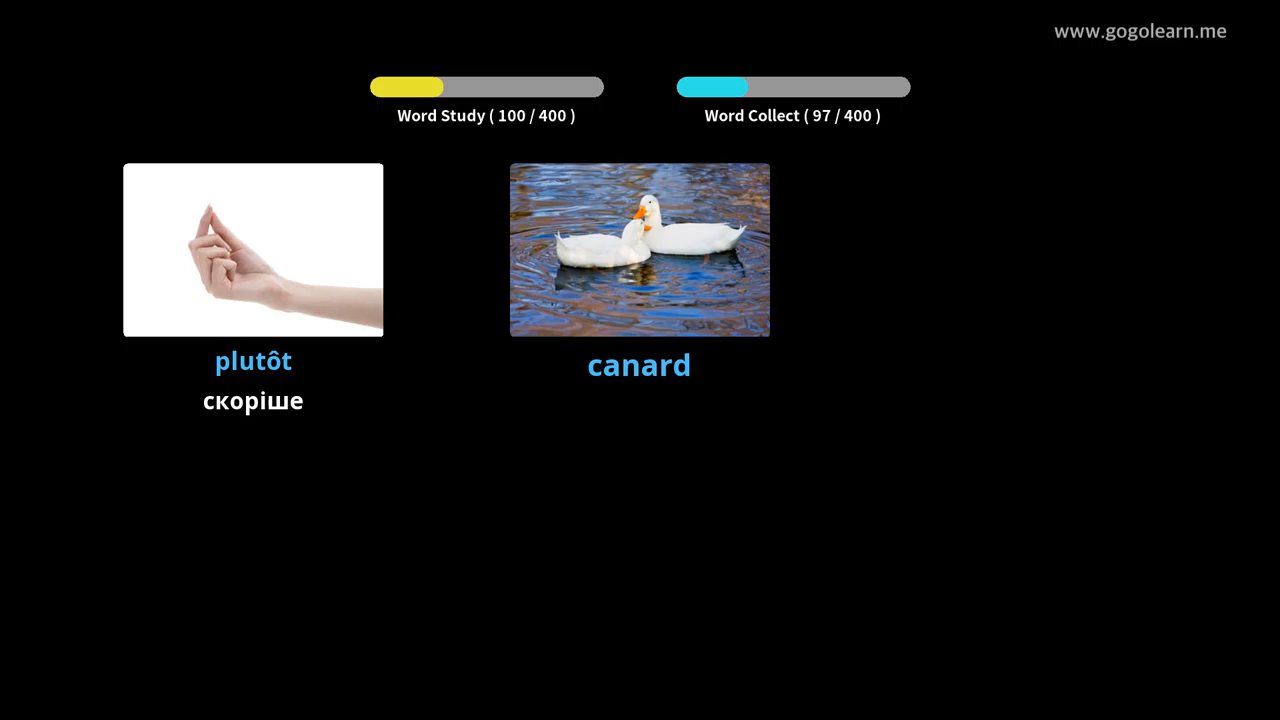 www.gogolearn.me
Word Study ( 100 / 400 )
Word Collect ( 97 / 400 )
plutôt
скоріше
canard